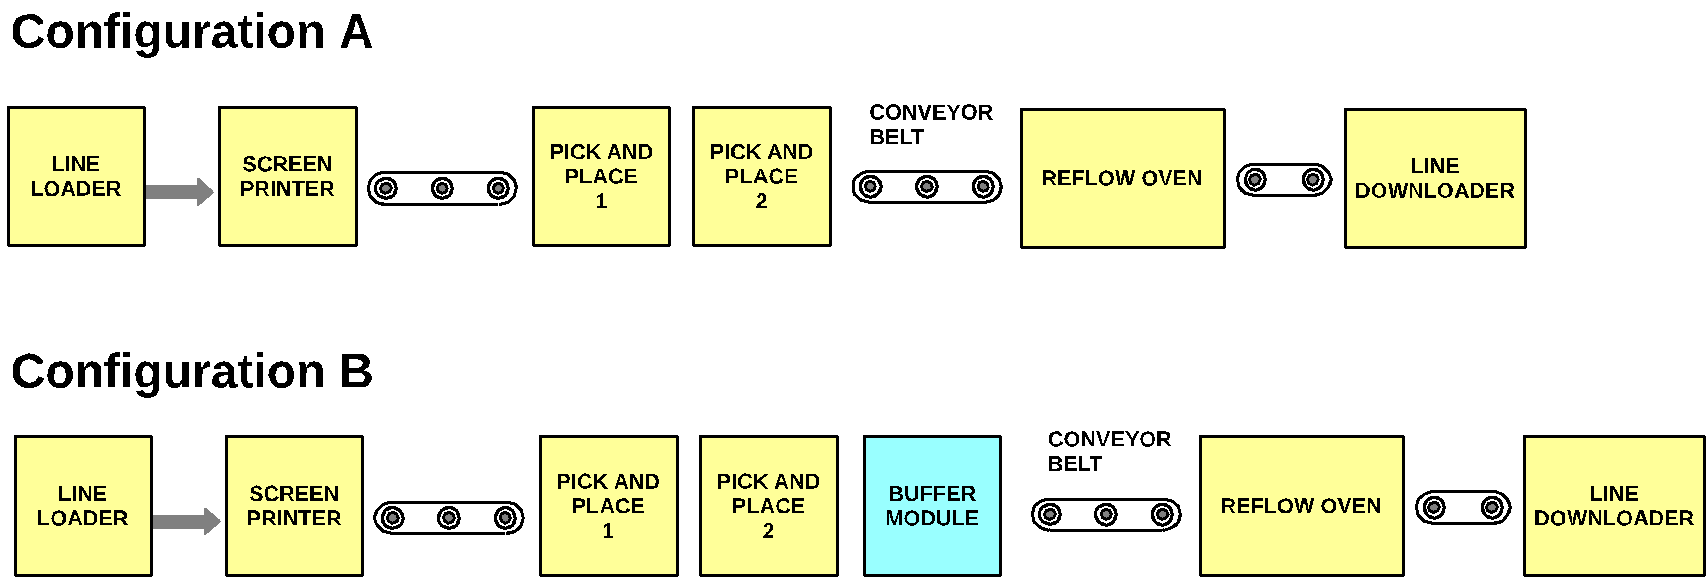 Configuration A
LINE
LOADER
SCREEN
PRINTER
PICK AND
PLACE
1
PICK AND
PLACE
2
CONVEYOR
BELT
REFLOW OVEN
LINE
DOWNLOADER
Configuration B
LINE
LOADER
SCREEN
PRINTER
PICK AND
PLACE
1
PICK AND
PLACE
2
BUFFER
MODULE
CONVEYOR
BELT
REFLOW OVEN
LINE
DOWNLOADER